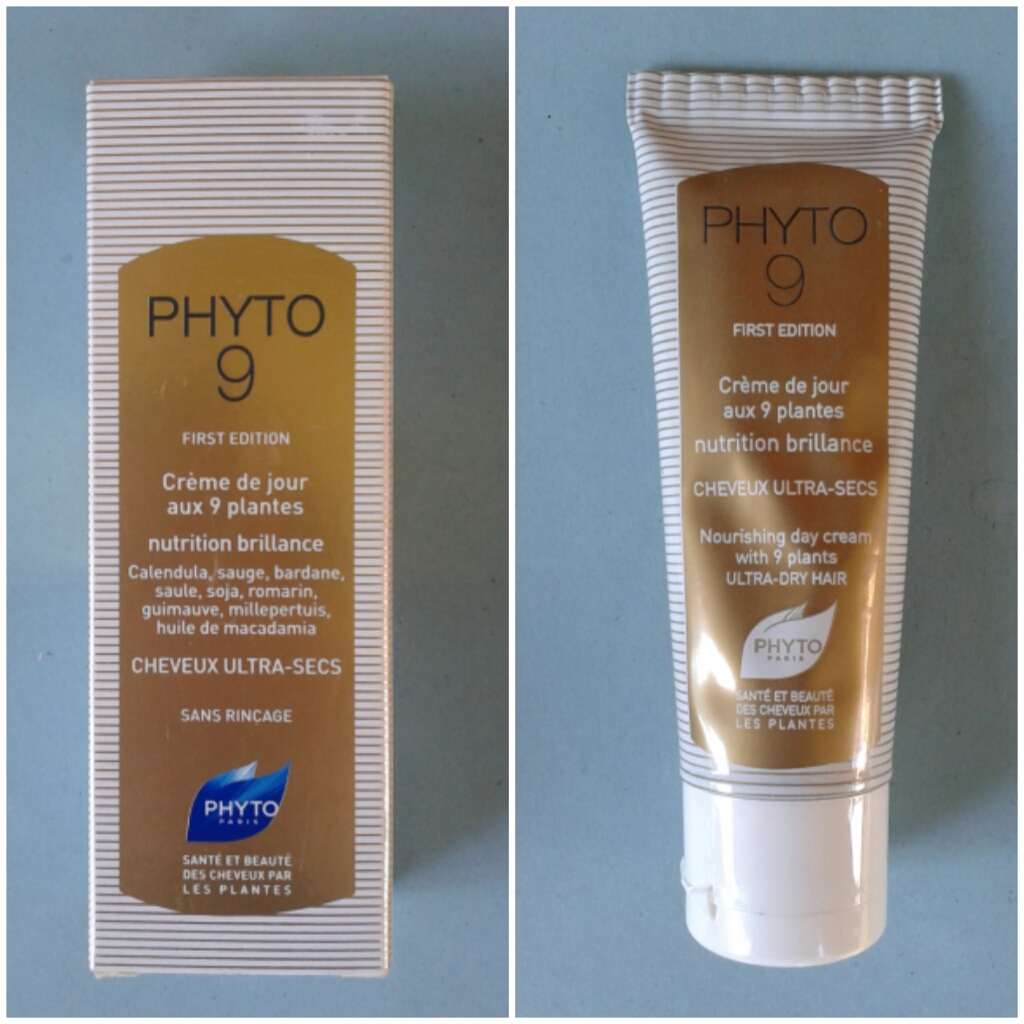 PHYTO
9
FIRST EDITION
Crème de jour
aux 9 plantes
nutrition brillance
Calendula, sauge, bardane,
saule, soja, romarin,
guimauve, millepertuis,
huile de macadamia
CHEVEUX ULTRA-SECS
SANS RINÇAGE
PHYTO
PARIS
SANTÉ ET BEAUTÉ
DES CHEVEUX PAR
LES PLANTES
PHYTO
9
FIRST EDITION
Crème de jour
aux 9 plantes
nutrition brillance
CHEVEUX ULTRA-SECS
Nourishing day cream
with 9 plants
ULTRA-DRY HAIR
PHYTO
PARIS
SANTÉ ET BEAUTÉ
DES CHEVEUX PAR
LES PLANTES